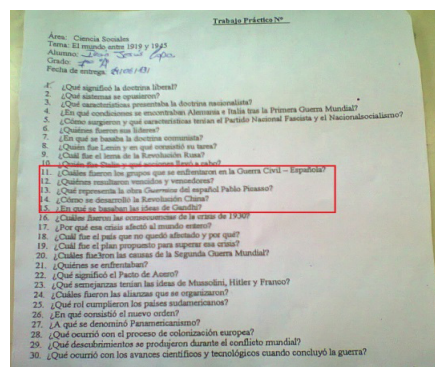 Trabajo Práctico Nº
Área: Ciencia Sociales
Tema: El mundo entre 1919 y 1945
Alumno:
Grado:
Fecha de entrega:
1. ¿Qué significó la doctrina liberal?
2. ¿Qué sistemas se opusieron?
3. ¿Qué características presentaba la doctrina nacionalista?
4. ¿En qué condiciones se encontraban Alemania e Italia tras la Primera Guerra Mundial?
5. ¿Cómo surgieron y qué características tenían el Partido Nacional Fascista y el Nacionalsocialismo?
6. ¿Quiénes fueron sus líderes?
7. ¿En qué se basaba la doctrina comunista?
8. ¿Quién fue Lenin y en qué consistió su tarea?
9. ¿Cuál fue el lema de la Revolución Rusa?
10. ¿Quién fue Stalin y qué acciones llevó a cabo?
11. ¿Cuáles fueron los grupos que se enfrentaron en la Guerra Civil – Española?
12. ¿Quiénes resultaron vencidos y vencedores?
13. ¿Qué representa la obra Guernica del español Pablo Picasso?
14. ¿Cómo se desarrolló la Revolución China?
15. ¿En qué se basaban las ideas de Gandhi?
16. ¿Cuáles fueron las consecuencias de la crisis de 1930?
17. ¿Por qué esa crisis afectó al mundo entero?
18. ¿Cuál fue el país que no quedó afectado y por qué?
19. ¿Cuál fue el plan propuesto para superar esa crisis?
20. ¿Cuáles fue3ron las causas de la Segunda Guerra Mundial?
21. ¿Quiénes se enfrentaban?
22. ¿Qué significó el Pacto de Acero?
23. ¿Qué semejanzas tenían las ideas de Mussolini, Hitler y Franco?
24. ¿Cuáles fueron las alianzas que se organizaron?
25. ¿Qué rol cumplieron los países sudamericanos?
26. ¿En qué consistió el nuevo orden?
27. ¿A qué se denominó Panamericanismo?
28. ¿Qué ocurrió con el proceso de colonización europea?
29. ¿Qué descubrimientos se produjeron durante el conflicto mundial?
30. ¿Qué ocurrió con los avances científicos y tecnológicos cuando concluyó la guerra?